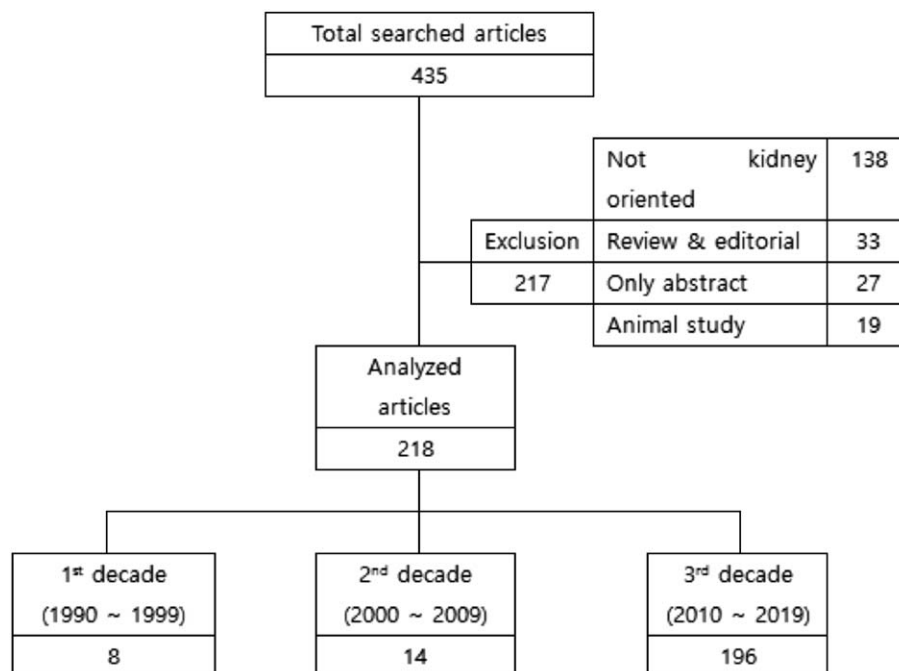 Total searched articles
435
Not kidney 138
oriented
Exclusion
217
Review & editorial 33
Only abstract 27
Animal study 19
Analyzed
articles
218
1st decade
(1990 ~ 1999)
8
2nd decade
(2000 ~ 2009)
14
3rd decade
(2010 ~ 2019)
196